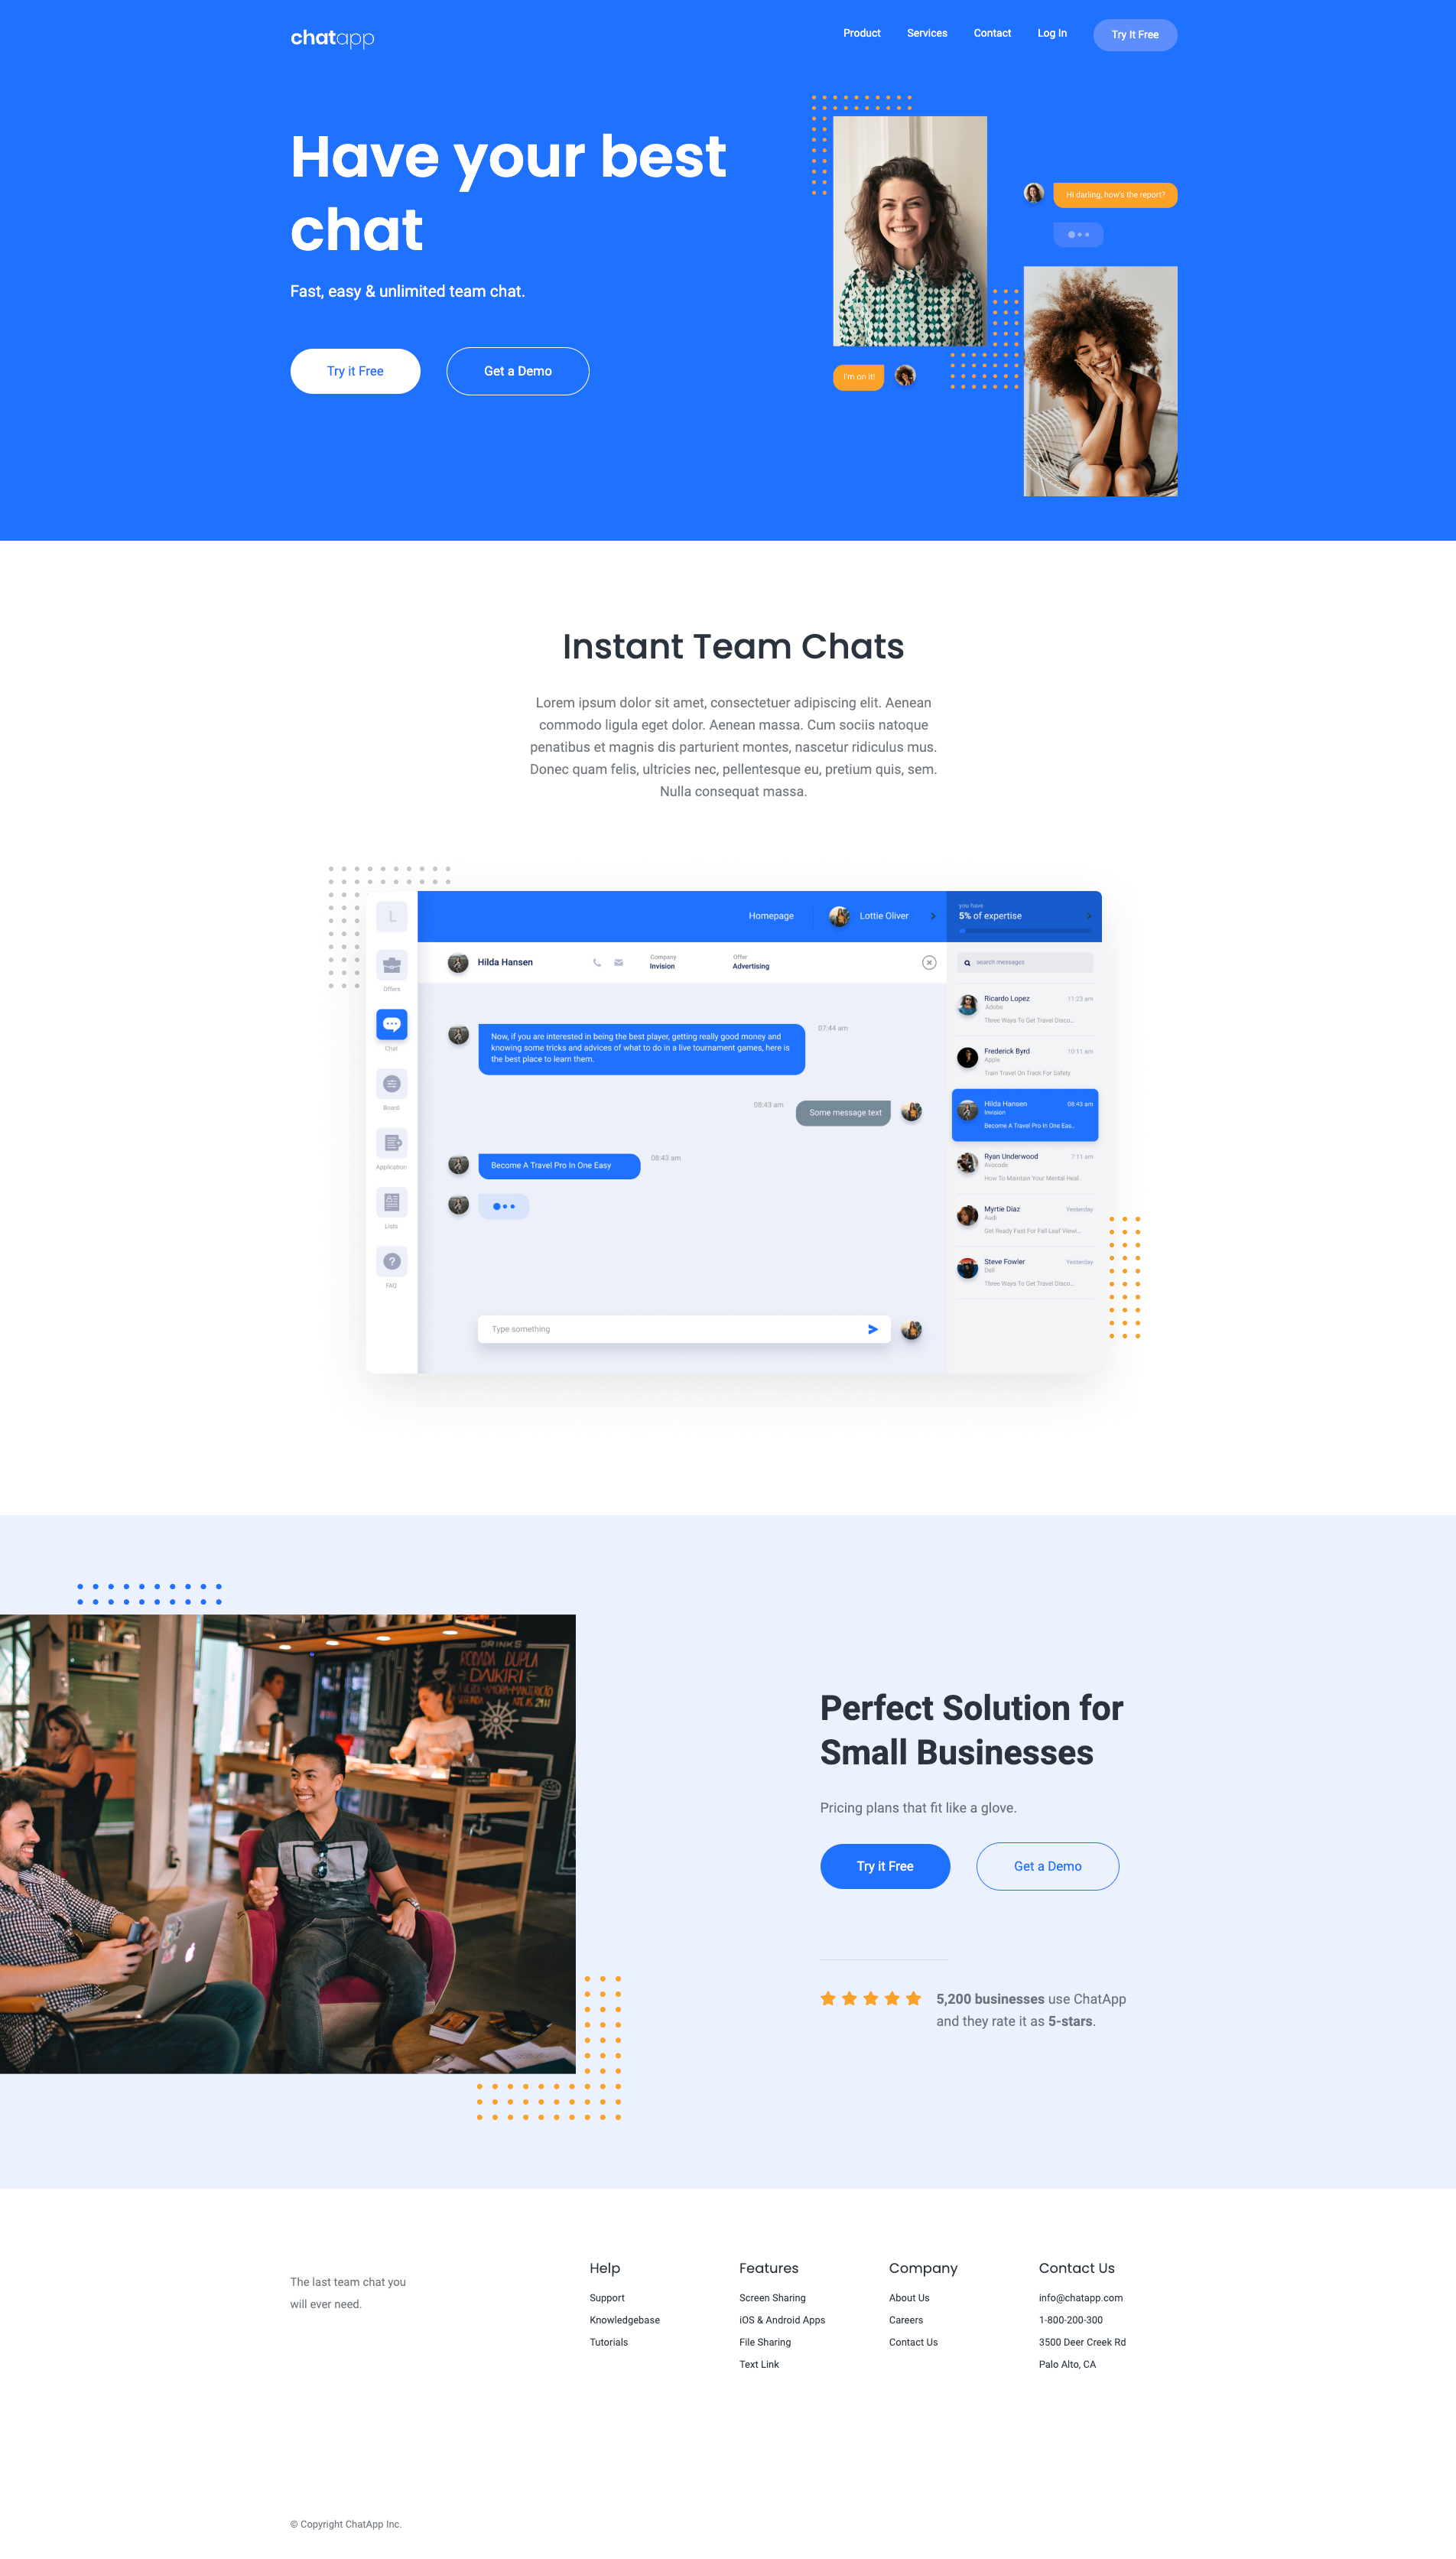 chatapp
Product
Services
Contact
Log In
Try It Free
Have your best
chat
Fast, easy & unlimited team chat.
Try it Free
Get a Demo
Hi darling, how's the report?
I'm on it!
Instant Team Chats
Lorem ipsum dolor sit amet, consectetuer adipiscing elit. Aenean
commodo ligula eget dolor. Aenean massa. Cum sociis natoque
penatibus et magnis dis parturient montes, nascetur ridiculus mus.
Donec quam felis, ultricies nec, pellentesque eu, pretium quis, sem.
Nulla consequat massa.
L
Offers
Chat
Board
Application
Lists
FAQ
Homepage
Lottie Oliver
you have
5% of expertise
Hilda Hansen
Company
Invision
Offer
Advertising
search messages
Now, if you are interested in being the best player, getting really good money and
knowing some tricks and advices of what to do in a live tournament games, here is
the best place to learn them.
07:44 am
08:43 am
Some message text
Become A Travel Pro In One Easy
08:43 am
Type something
Ricardo Lopez
11:23 am
Adobe
Three Ways To Get Travel Disco...
Frederick Byrd
10:11 am
Apple
Train Travel On Track For Safety
Hilda Hansen
08:43 am
Invision
Become A Travel Pro In One Eas..
Ryan Underwood
7:11 am
Avocode
How To Maintain Your Mental Heal..
Myrtie Diaz
Yesterday
Audi
Get Ready Fast For Fall Leaf Viewi...
Steve Fowler
Yesterday
Dell
Three Ways To Get Travel Disco...
DRINKS
RODADA DUPLA
DAIKIRI
ATÉ AS 21H
Perfect Solution for
Small Businesses
Pricing plans that fit like a glove.
Try it Free
Get a Demo
5,200 businesses use ChatApp
and they rate it as 5-stars.
The last team chat you
will ever need.
Help
Support
Knowledgebase
Tutorials
Features
Screen Sharing
iOS & Android Apps
File Sharing
Text Link
Company
About Us
Careers
Contact Us
Contact Us
info@chatapp.com
1-800-200-300
3500 Deer Creek Rd
Palo Alto, CA
© Copyright ChatApp Inc.